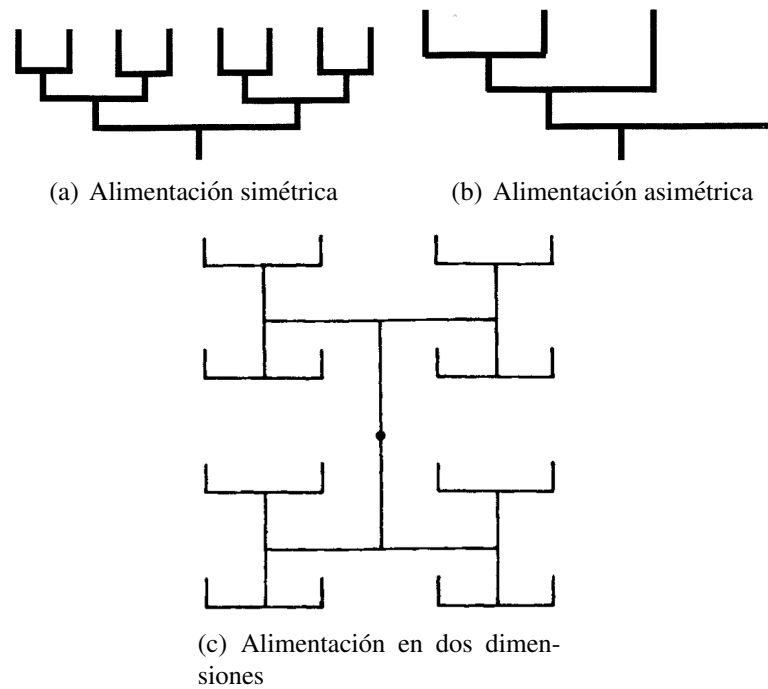 (a) Alimentación simétrica
(b) Alimentación asimétrica
(c) Alimentación en dos dimen-
siones